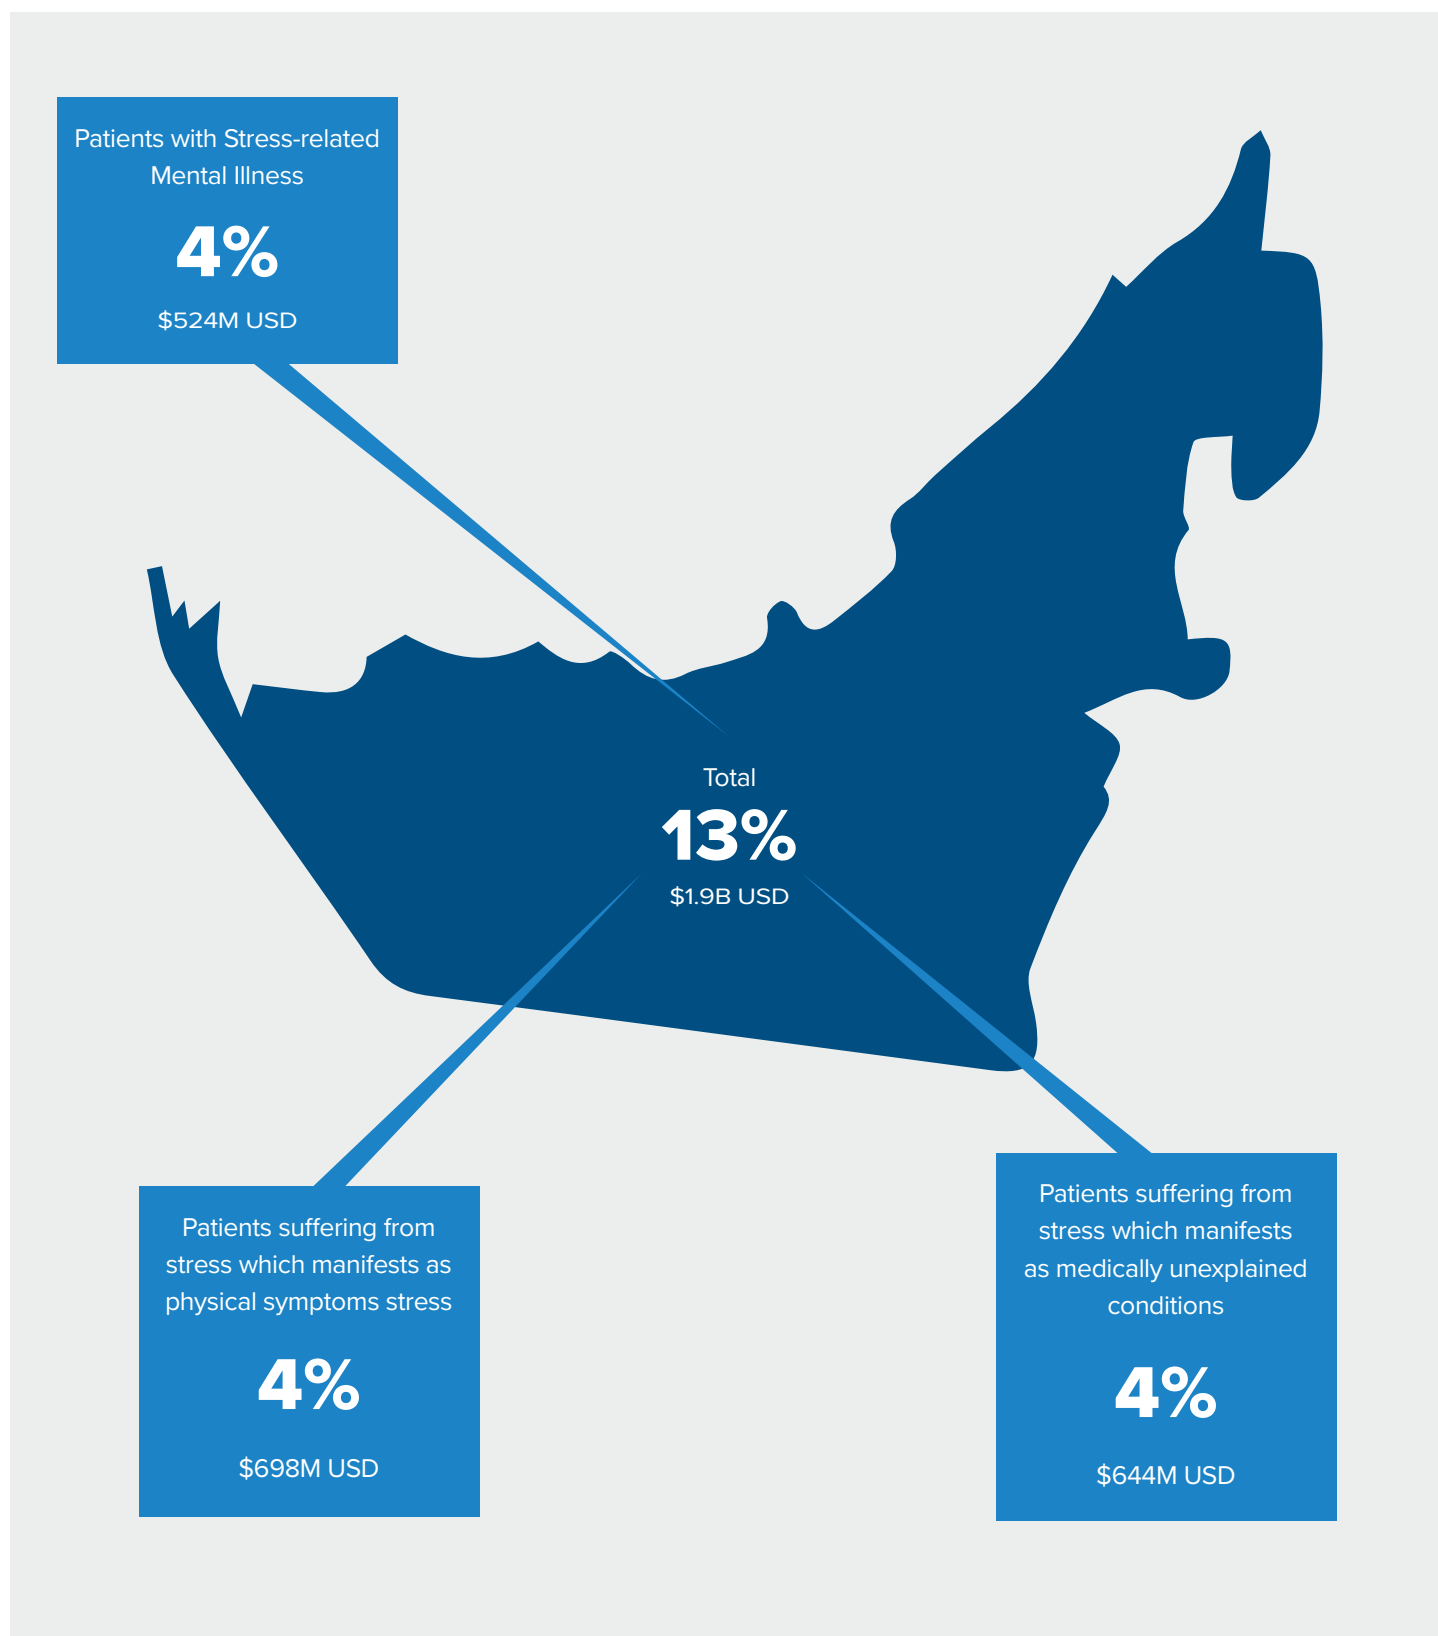 Patients with Stress-related
Mental Illness
4%
$524M USD
Total
13%
$1.9B USD
Patients suffering from
stress which manifests as
physical symptoms stress
4%
$698M USD
Patients suffering from
stress which manifests
as medically unexplained
conditions
4%
$644M USD